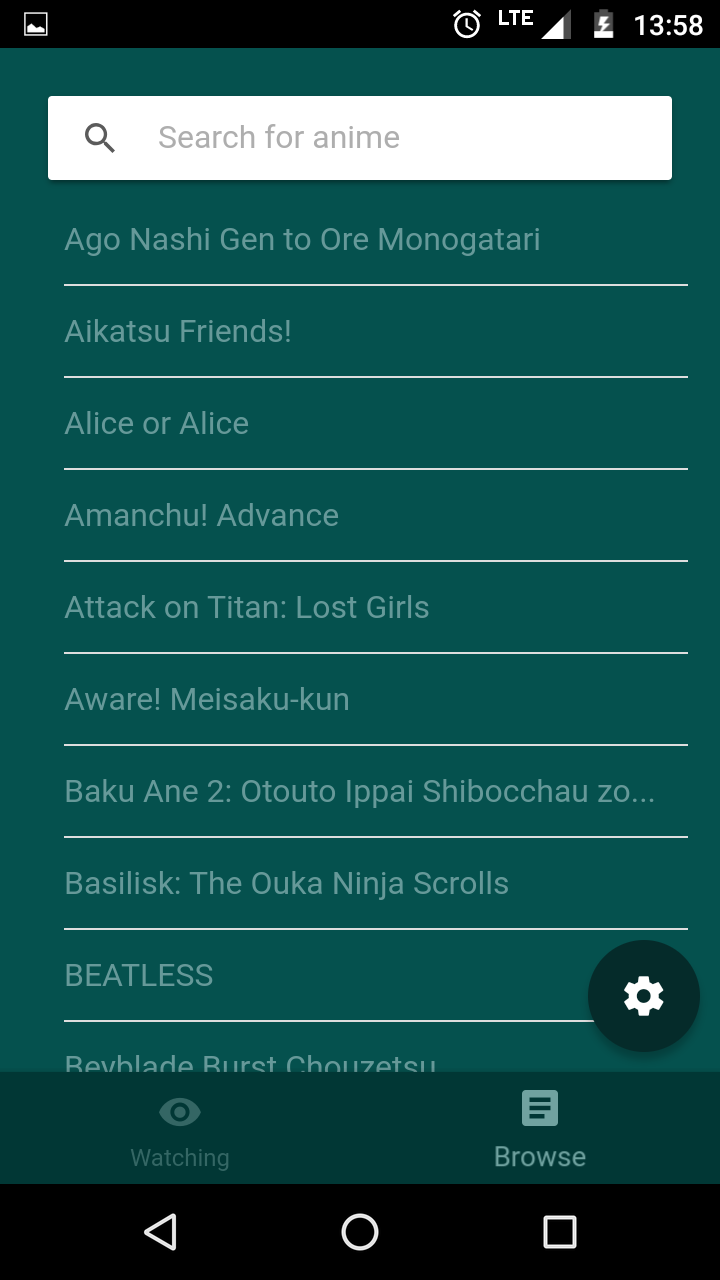 LTE 13:58
Search for anime
Ago Nashi Gen to Ore Monogatari
Aikatsu Friends!
Alice or Alice
Amanchu! Advance
Attack on Titan: Lost Girls
Aware! Meisaku-kun
Baku Ane 2: Otouto Ippai Shibocchau zo...
Basilisk: The Ouka Ninja Scrolls
BEATLESS
Beyblade Burst Chouzetsu
Watching Browse